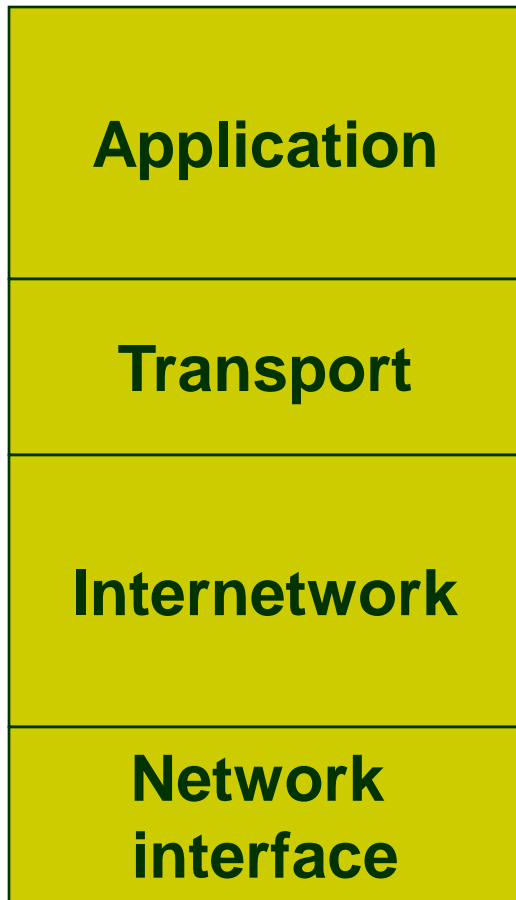 Application
Transport
Internetwork
Network
interface